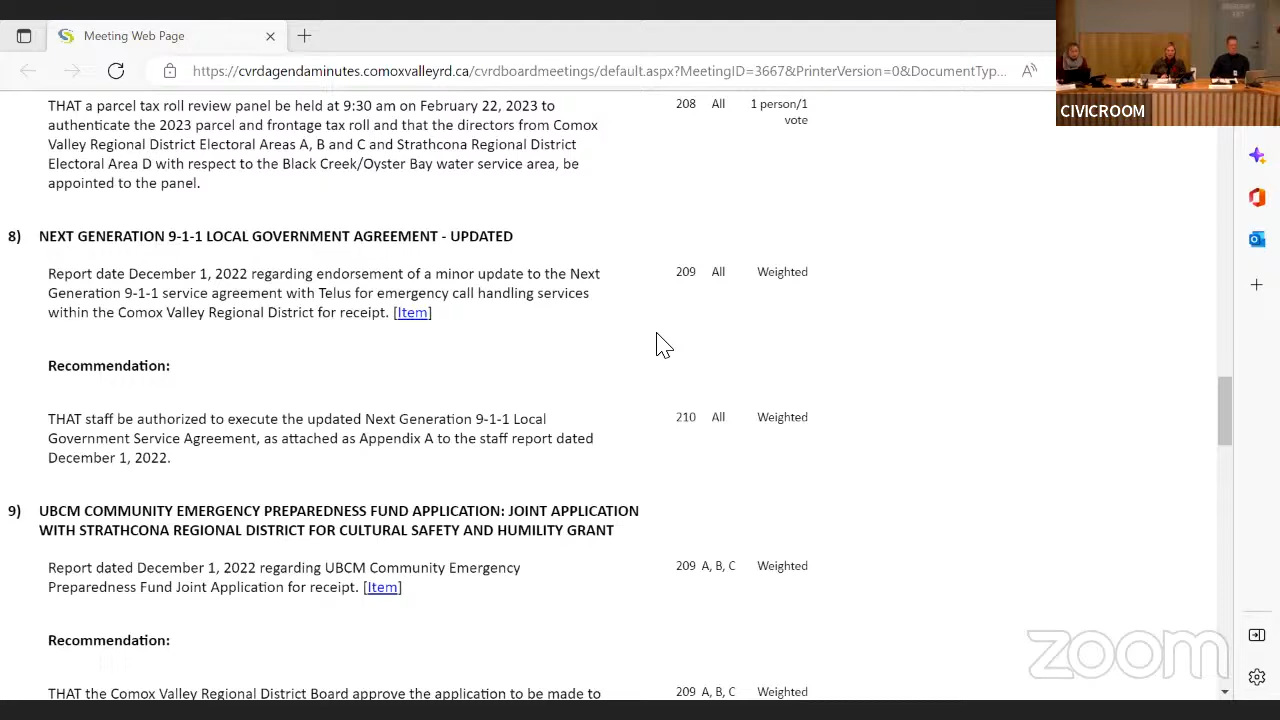 Meeting Web Page
https://cvrdagendaminutes.comoxvalleyrd.ca/cvrdboardmeetings/default.aspx?MeetingID=3667&PrinterVersion=0&DocumentTyp...
CIVICROOM
THAT a parcel tax roll review panel be held at 9:30 am on February 22, 2023 to 208 All 1 person/1
authenticate the 2023 parcel and frontage tax roll and that the directors from Comox vote
Valley Regional District Electoral Areas A, B and C and Strathcona Regional District
Electoral Area D with respect to the Black Creek/Oyster Bay water service area, be
appointed to the panel.
8) NEXT GENERATION 9-1-1 LOCAL GOVERNMENT AGREEMENT - UPDATED
Report date December 1, 2022 regarding endorsement of a minor update to the Next 209 All Weighted
Generation 9-1-1 service agreement with Telus for emergency call handling services
within the Comox Valley Regional District for receipt. [Item]
Recommendation:
THAT staff be authorized to execute the updated Next Generation 9-1-1 Local 210 All Weighted
Government Service Agreement, as attached as Appendix A to the staff report dated
December 1, 2022.
9) UBCM COMMUNITY EMERGENCY PREPAREDNESS FUND APPLICATION: JOINT APPLICATION
WITH STRATHCONA REGIONAL DISTRICT FOR CULTURAL SAFETY AND HUMILITY GRANT
Report dated December 1, 2022 regarding UBCM Community Emergency 209 A, B, C Weighted
Preparedness Fund Joint Application for receipt. [Item]
Recommendation:
THAT the Comox Valley Regional District Board approve the application to be made to 209 A, B, C Weighted
zoom